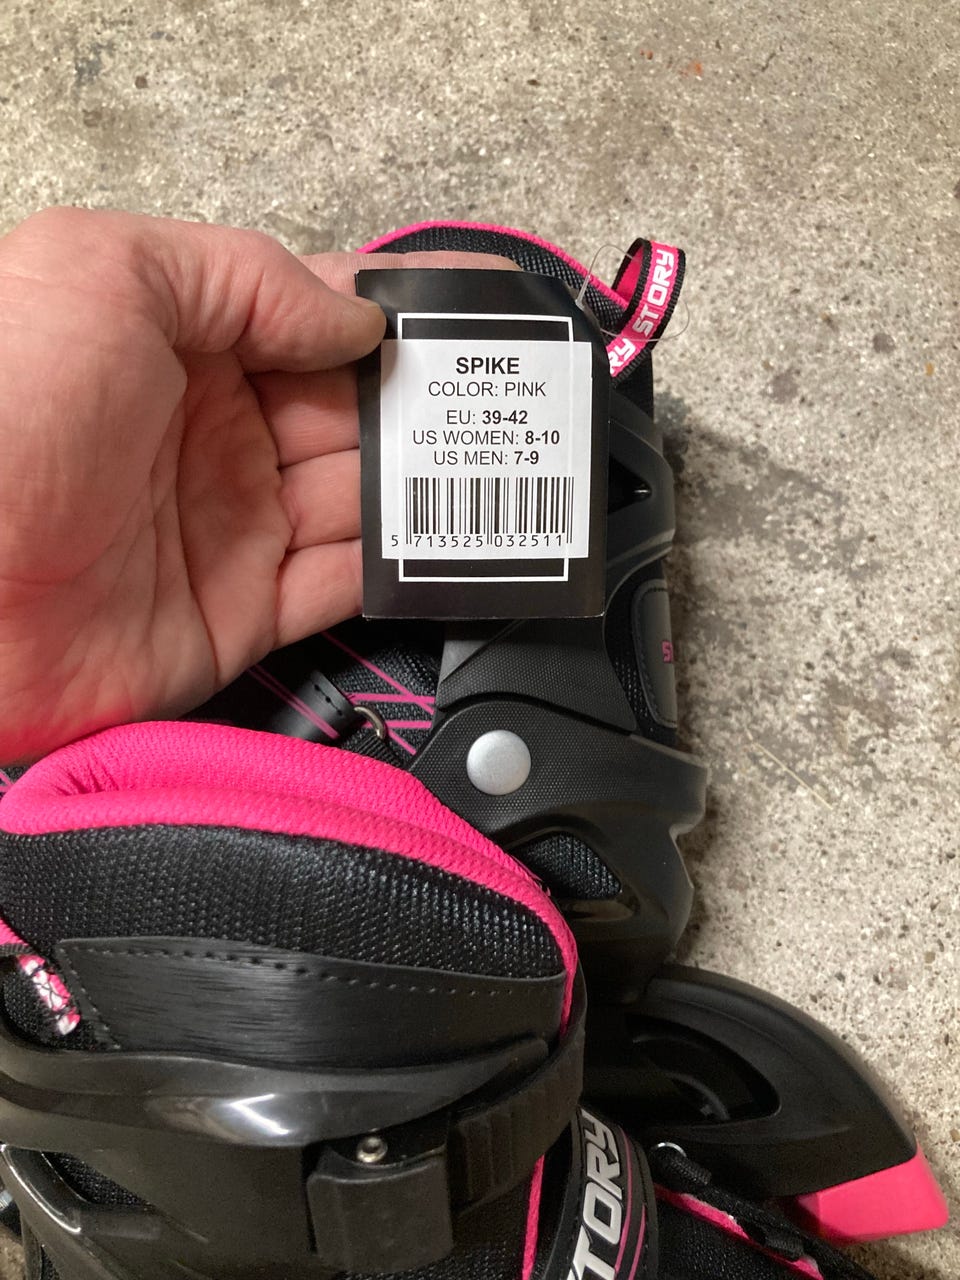 STORY
RY
SPIKE
COLOR: PINK
EU: 39-42
US WOMEN: 8-10
US MEN: 7-9
5 713525 032511
S
STORY